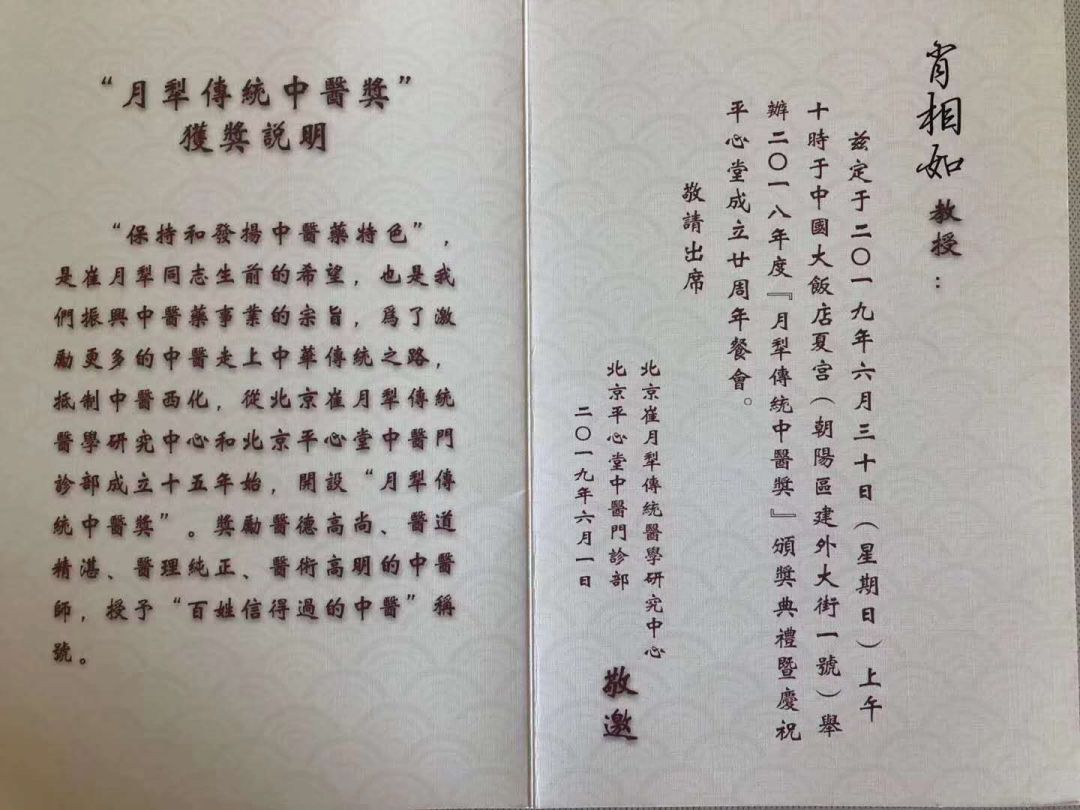 “月犁傳統中醫獎”
獲獎説明
“保持和發揚中醫藥特色”，
是崔月犁同志生前的希望，也是我
們振興中醫藥事業的宗旨，爲了激
勵更多的中醫走上中華傳統之路，
抵制中醫西化，從北京崔月犁傳統
醫學研究中心和北京平心堂中醫門
診部成立十五年始，開設“月犁傳
統中醫獎”。獎勵醫德高尚、醫道
精湛、醫理純正、醫術高明的中醫
師，授予“百姓信得過的中醫”稱
號。
肖相如教授：
兹定于二〇一九年六月三十日（星期日）上午
十時于中國大飯店夏宫（朝陽區建外大街一號）舉
辦二〇一八年度『月犁傳統中醫獎』頒獎典禮暨慶祝
平心堂成立廿周年餐會。
敬請出席
北京崔月犁傳統醫學研究中心
北京平心堂中醫門診部
敬邀
二〇一九年六月一日